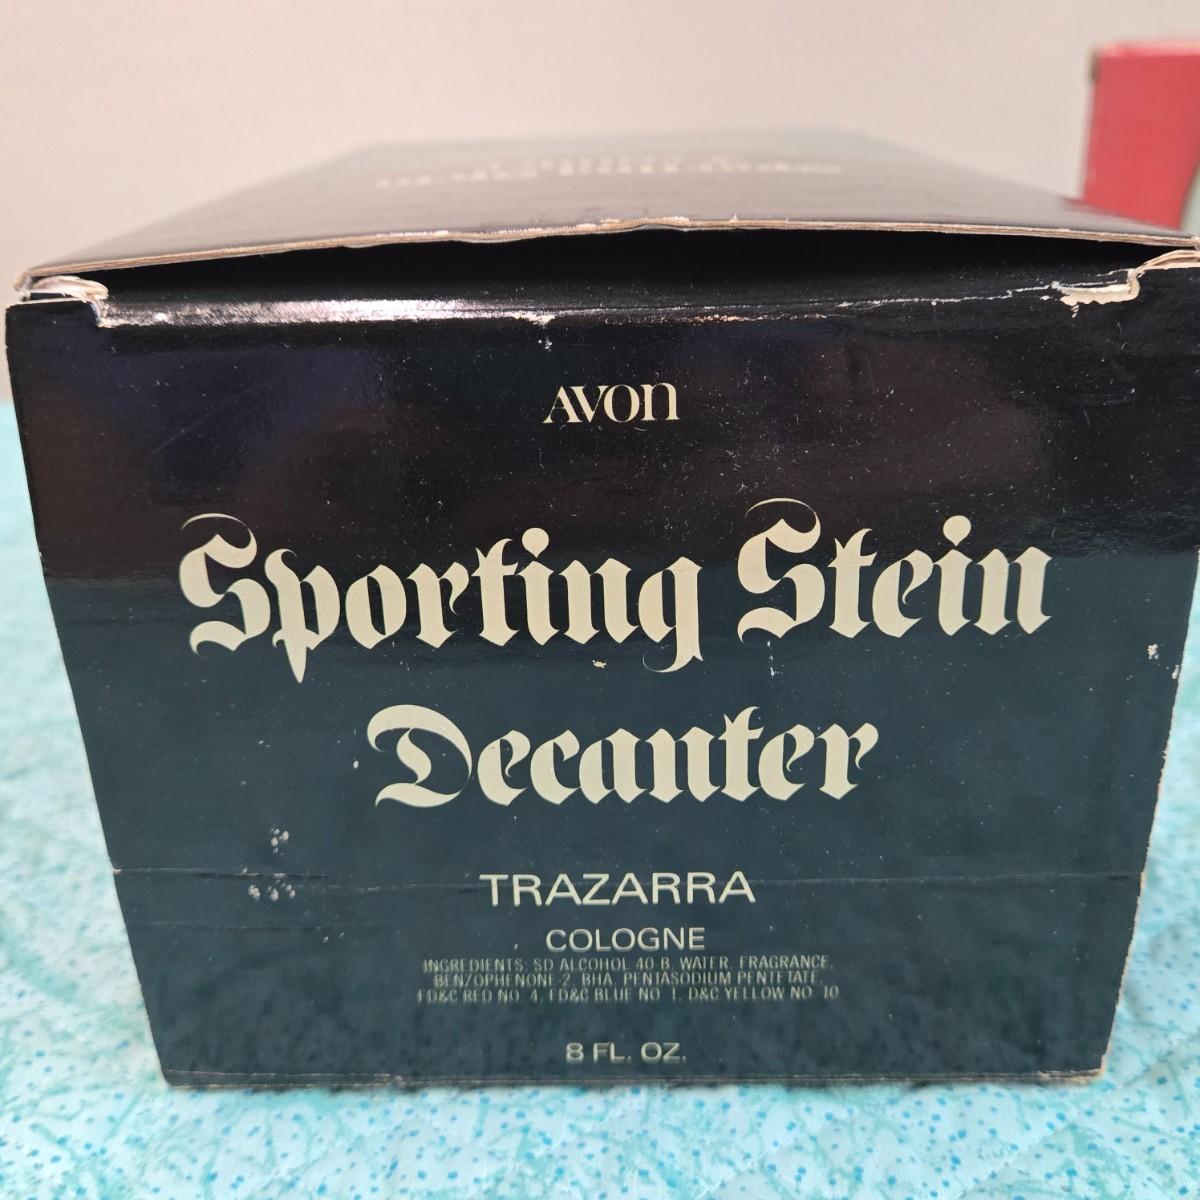 AVON
Sporting Stein
Decanter
TRAZARRA
COLOGNE
INGREDIENTS: SD ALCOHOL 40-B, WATER, FRAGRANCE,
BENZOPHENONE-2, BHA, PENTASODIUM PENTETATE,
FD&C RED NO. 4, FD&C BLUE NO. 1, D&C YELLOW NO. 10
8 FL. OZ.